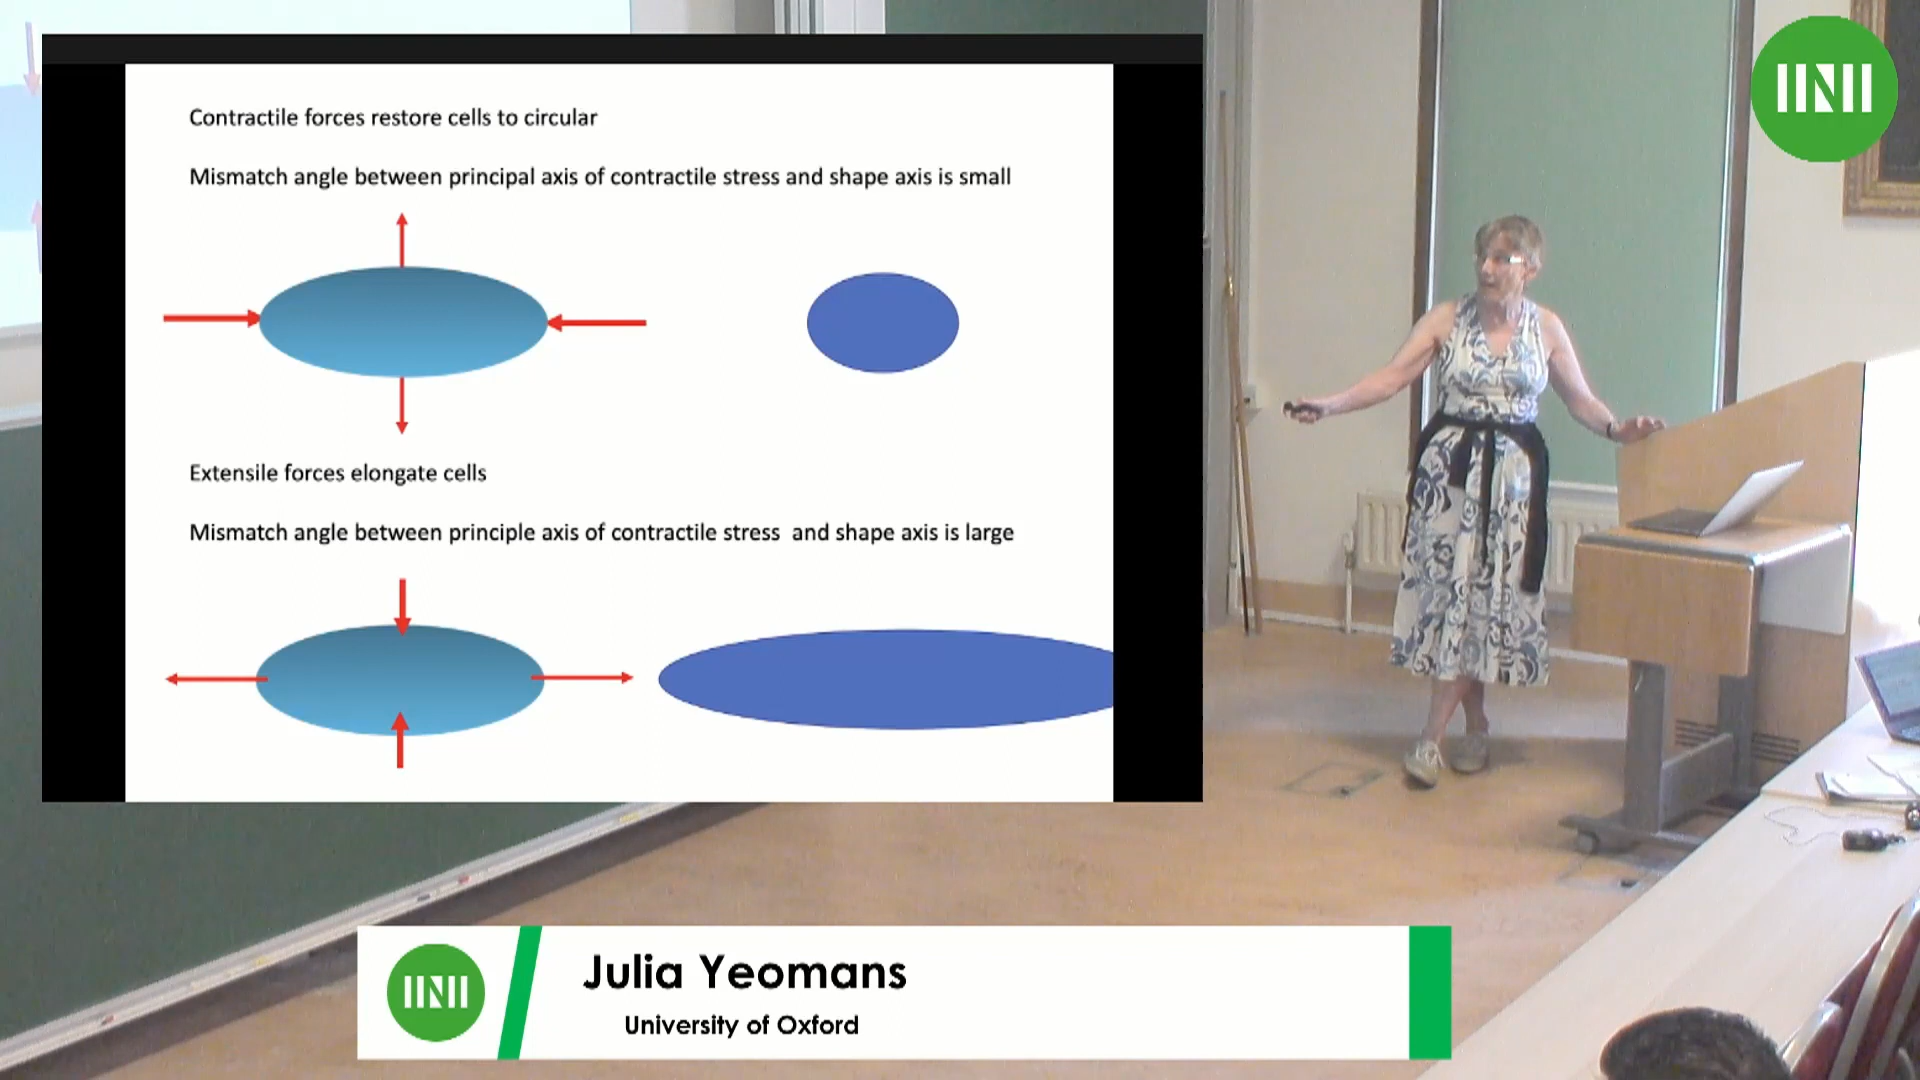 Contractile forces restore cells to circular
Mismatch angle between principal axis of contractile stress and shape axis is small
Extensile forces elongate cells
Mismatch angle between principle axis of contractile stress and shape axis is large
Julia Yeomans
University of Oxford